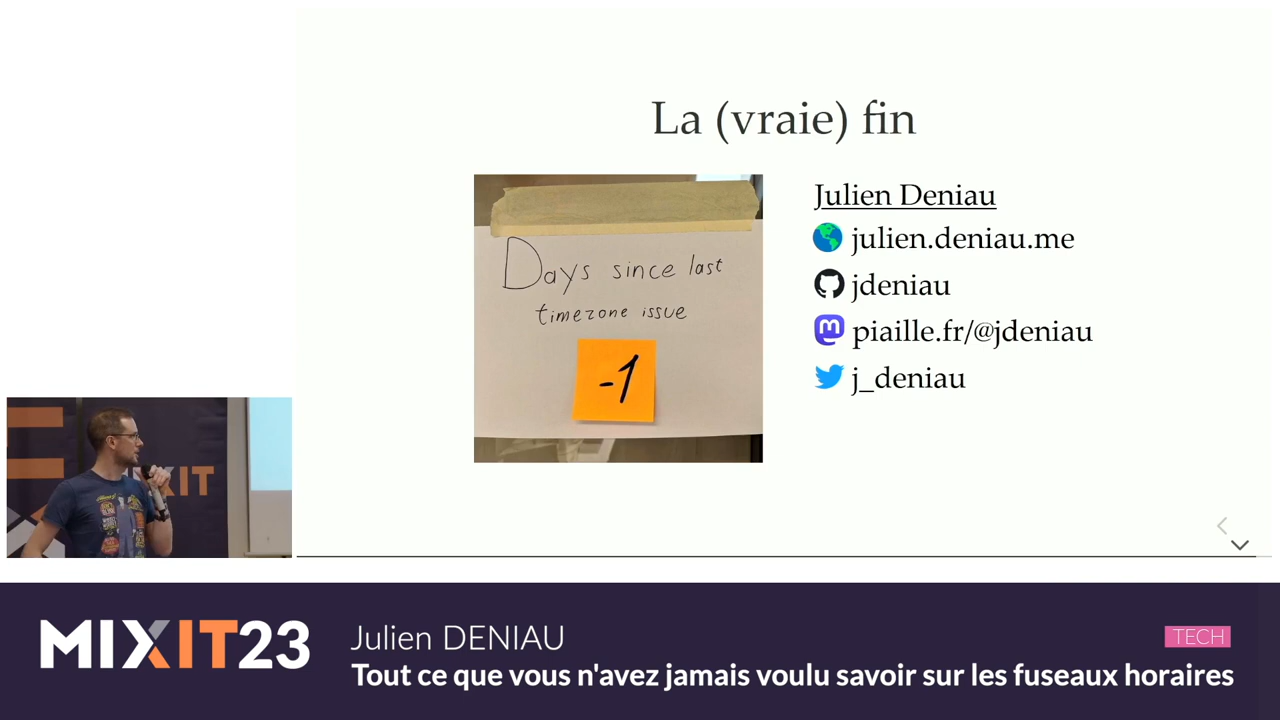 La (vraie) fin
Days since last
timezone issue
-1
Julien Deniau
julien.deniau.me
jdeniau
piaille.fr/@jdeniau
j_deniau
XIT
MIXIT23
Julien DENIAU
TECH
Tout ce que vous n'avez jamais voulu savoir sur les fuseaux horaires